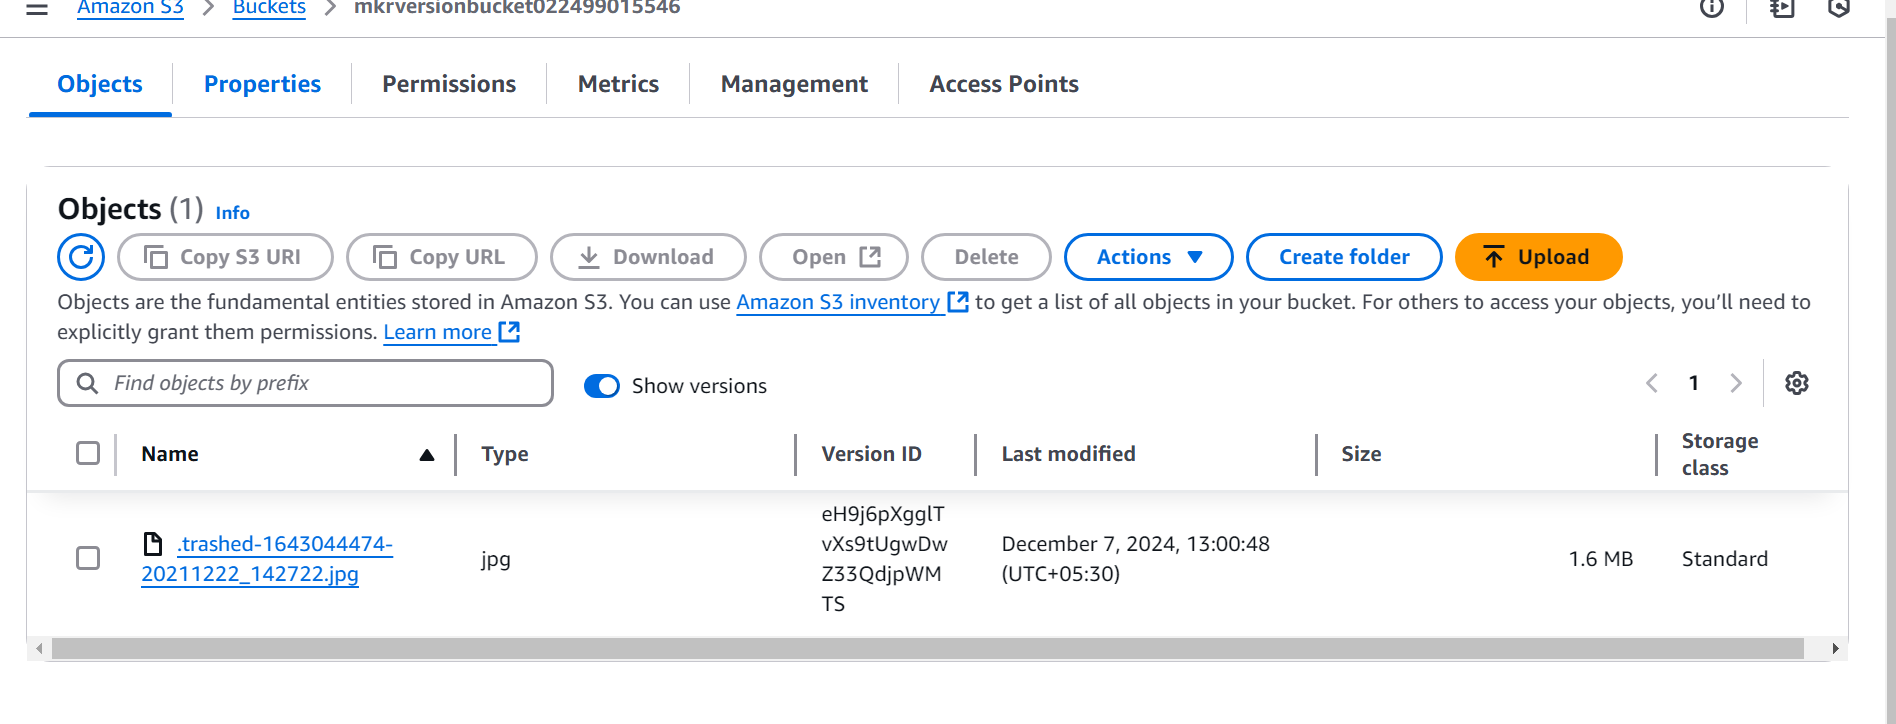 Amazon S3 > Buckets > mkrversionbucket022499015546
Objects Properties Permissions Metrics Management Access Points
Objects (1) Info
Copy S3 URI Copy URL Download Open Delete Actions Create folder Upload
Objects are the fundamental entities stored in Amazon S3. You can use Amazon S3 inventory to get a list of all objects in your bucket. For others to access your objects, you’ll need to
explicitly grant them permissions. Learn more
Find objects by prefix Show versions 1
Name Type Version ID Last modified Size Storage
class
.trashed-1643044474-
20211222_142722.jpg
jpg
eH9j6pXgglT
vXs9tUgwDw
Z33QdjpWM
TS
December 7, 2024, 13:00:48
(UTC+05:30)
1.6 MB
Standard